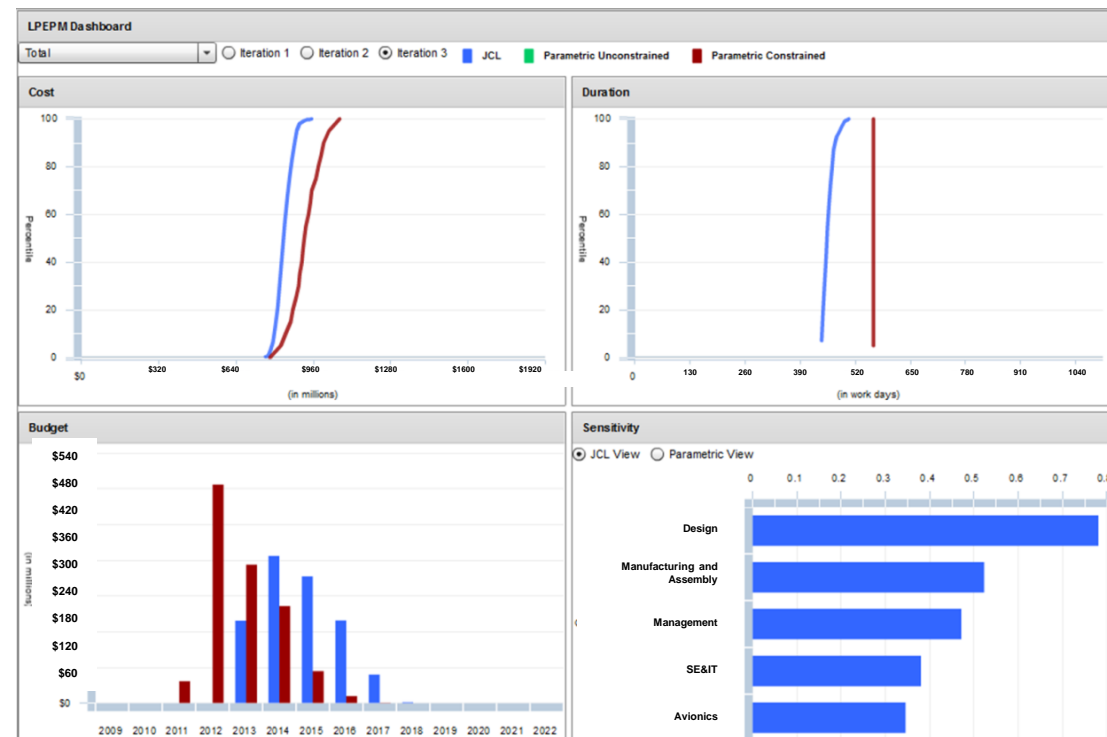 LPEPM Dashboard
Total Iteration 1 Iteration 2 Iteration 3 JCL Parametric Unconstrained Parametric Constrained
Cost
100
80
60
40
20
0
Percentile
$0 $320 $640 $960 $1280 $1600 $1920
(in millions)
Duration
100
80
60
40
20
0
Percentile
0 130 260 390 520 650 780 910 1040
(in work days)
Budget
$540
$480
$420
$360
$300
$240
$180
$120
$60
$0
(in millions)
2009 2010 2011 2012 2013 2014 2015 2016 2017 2018 2019 2020 2021 2022
Sensitivity
JCL View Parametric View
0 0.1 0.2 0.3 0.4 0.5 0.6 0.7
Design
Manufacturing and
Assembly
Management
SE&IT
Avionics